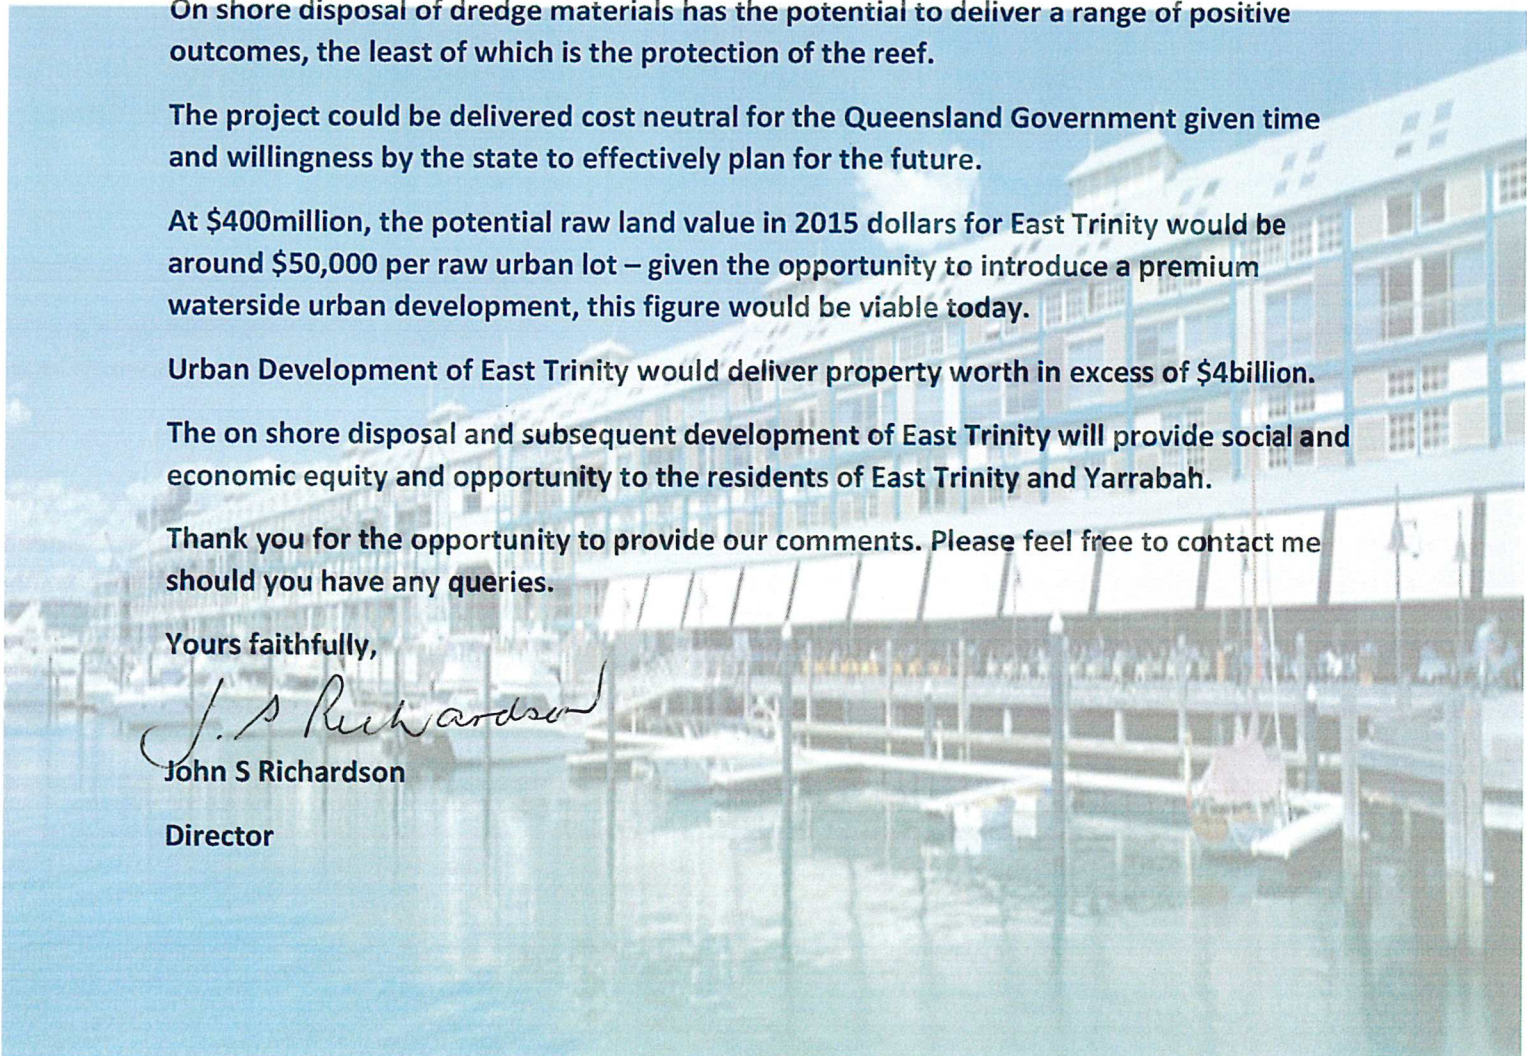 On shore disposal of dredge materials has the potential to deliver a range of positive
outcomes, the least of which is the protection of the reef.
The project could be delivered cost neutral for the Queensland Government given time
and willingness by the state to effectively plan for the future.
At $400million, the potential raw land value in 2015 dollars for East Trinity would be
around $50,000 per raw urban lot – given the opportunity to introduce a premium
waterside urban development, this figure would be viable today.
Urban Development of East Trinity would deliver property worth in excess of $4billion.
The on shore disposal and subsequent development of East Trinity will provide social and
economic equity and opportunity to the residents of East Trinity and Yarrabah.
Thank you for the opportunity to provide our comments. Please feel free to contact me
should you have any queries.
Yours faithfully,
J. S Richardson
John S Richardson
Director